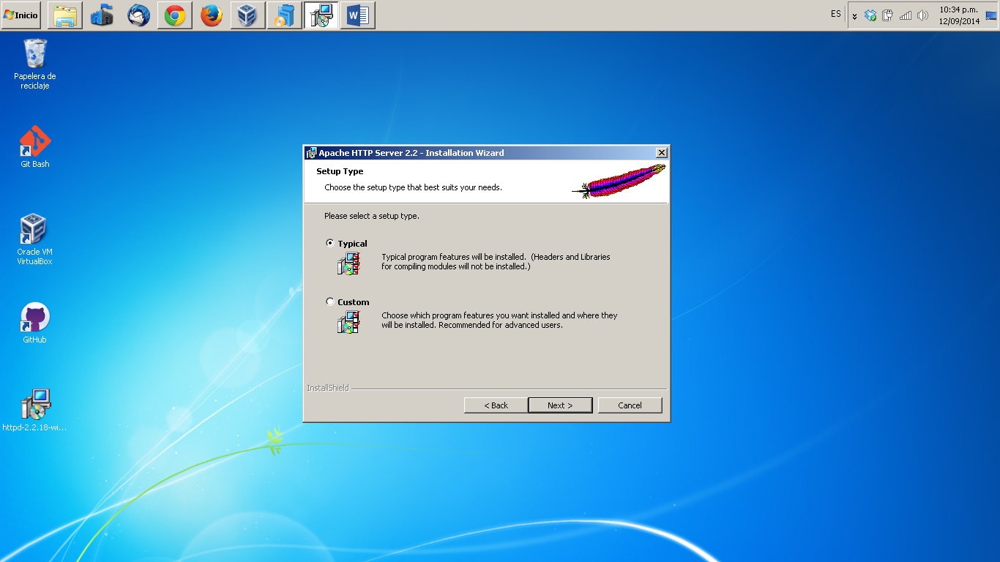 Inicio
ES
10:34 p.m.
12/09/2014
Papelera de
reciclaje
Git Bash
Oracle VM
VirtualBox
GitHub
httpd-2.2.18-wi...
Apache HTTP Server 2.2 - Installation Wizard
Setup Type
Choose the setup type that best suits your needs.
Please select a setup type.
Typical
Typical program features will be installed. (Headers and Libraries
for compiling modules will not be installed.)
Custom
Choose which program features you want installed and where they
will be installed. Recommended for advanced users.
InstallShield
< Back
Next >
Cancel